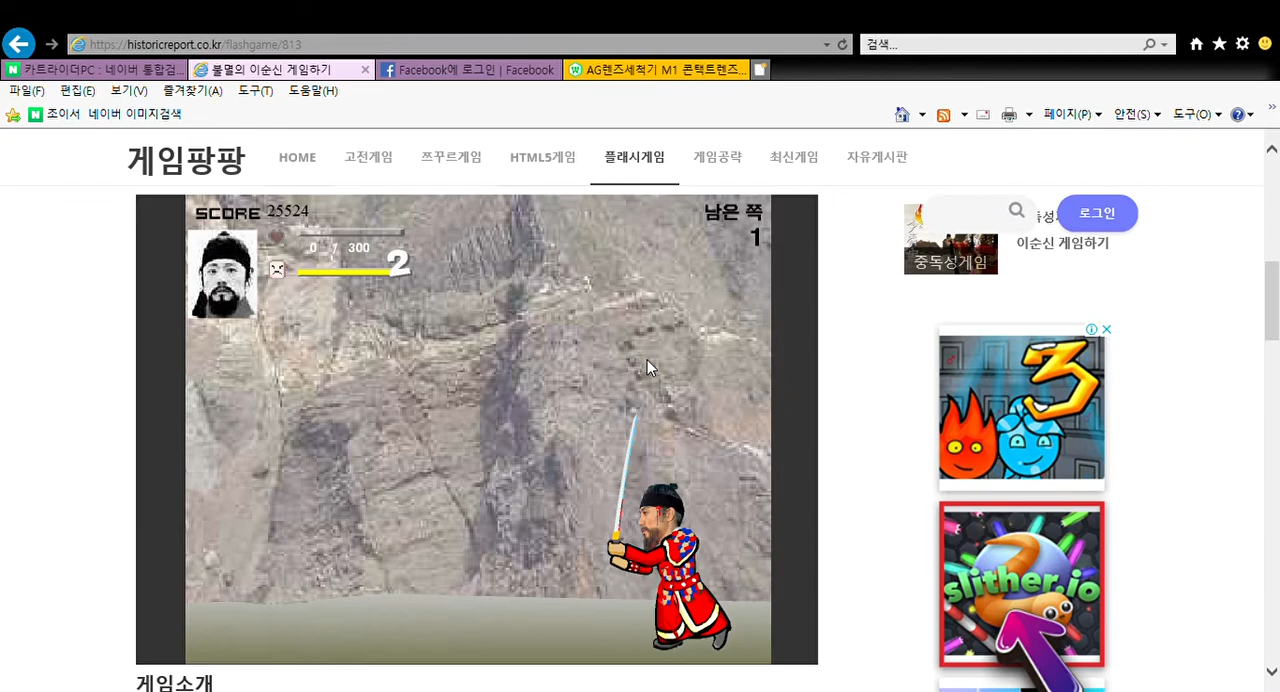 https://historicreport.co.kr/flashgame/813
검색...
카트라이더PC : 네이버 통합검...
불멸의 이순신 게임하기
Facebook에 로그인 | Facebook
AG렌즈세척기 M1 콘택트렌즈...
파일(F) 편집(E) 보기(V) 즐겨찾기(A) 도구(T) 도움말(H)
조이서 네이버 이미지검색
페이지(P) 안전(S) 도구(O)
게임팡팡
HOME 고전게임 쯔꾸르게임 HTML5게임 플래시게임 게임공략 최신게임 자유게시판
SCORE 25524
남은 쪽
1
0 / 300
2
로그인
이순신 게임하기
중독성게임
3
slither.io
게임소개